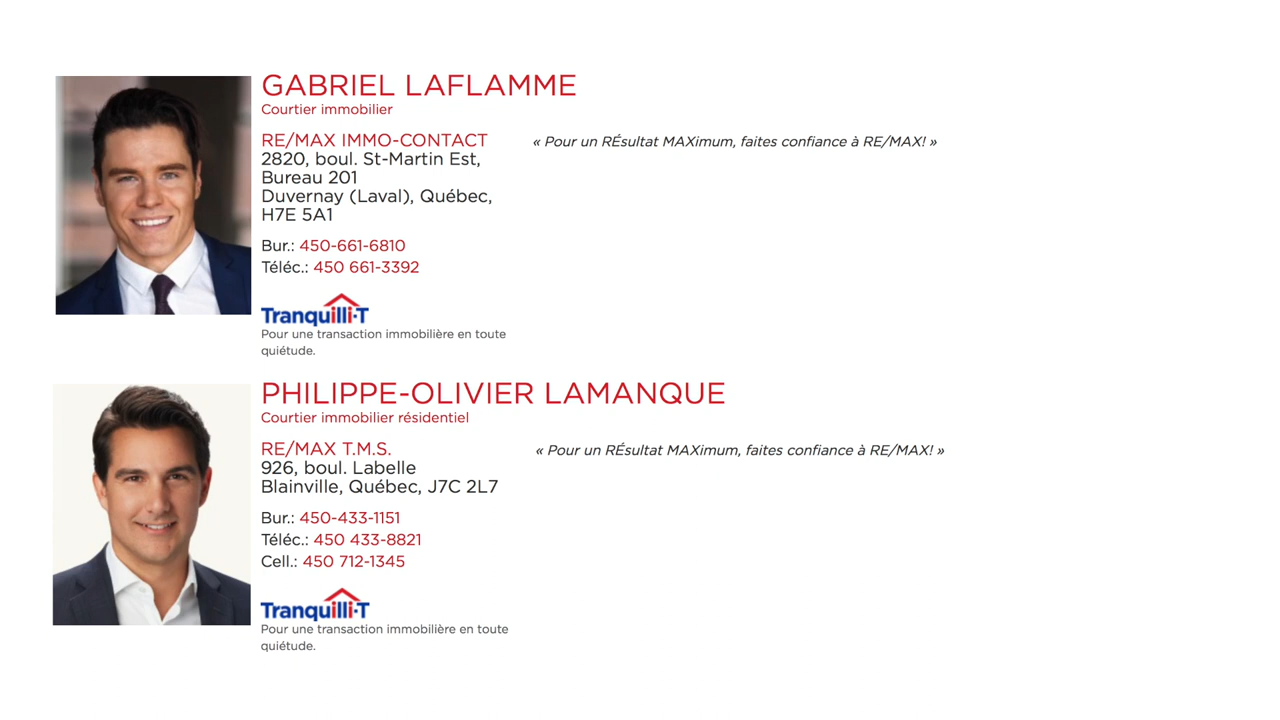 GABRIEL LAFLAMME
Courtier immobilier
RE/MAX IMMO-CONTACT
2820, boul. St-Martin Est,
Bureau 201
Duvernay (Laval), Québec,
H7E 5A1
« Pour un RÉsultat MAXimum, faites confiance à RE/MAX! »
Bur.: 450-661-6810
Téléc.: 450 661-3392
Tranquilli·T
Pour une transaction immobilière en toute
quiétude.
PHILIPPE-OLIVIER LAMANQUE
Courtier immobilier résidentiel
RE/MAX T.M.S.
926, boul. Labelle
Blainville, Québec, J7C 2L7
« Pour un RÉsultat MAXimum, faites confiance à RE/MAX! »
Bur.: 450-433-1151
Téléc.: 450 433-8821
Cell.: 450 712-1345
Tranquilli·T
Pour une transaction immobilière en toute
quiétude.